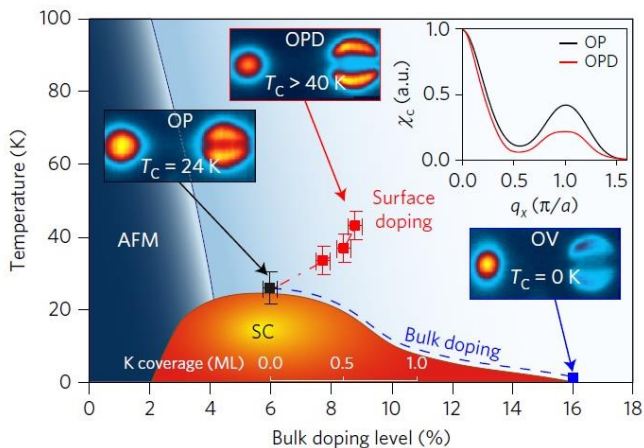 100
80
60
40
20
0
Temperature (K)
0 2 4 6 8 10 12 14 16 18
Bulk doping level (%)
AFM
OP
T_C = 24 K
OPD
T_C > 40 K
Surface
doping
SC
K coverage (ML)
0.0 0.5 1.0
Bulk doping
OV
T_C = 0 K
1.0
0.5
0.0
χ_c (a.u.)
OP
OPD
0.0 0.5 1.0 1.5
q_x (π/a)